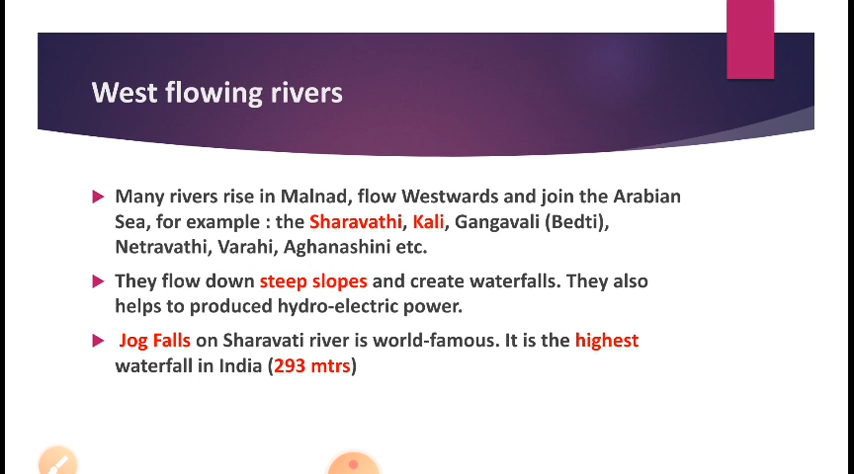 West flowing rivers
Many rivers rise in Malnad, flow Westwards and join the Arabian
Sea, for example : the Sharavathi, Kali, Gangavali (Bedti),
Netravathi, Varahi, Aghanashini etc.
They flow down steep slopes and create waterfalls. They also
helps to produced hydro-electric power.
Jog Falls on Sharavati river is world-famous. It is the highest
waterfall in India (293 mtrs)